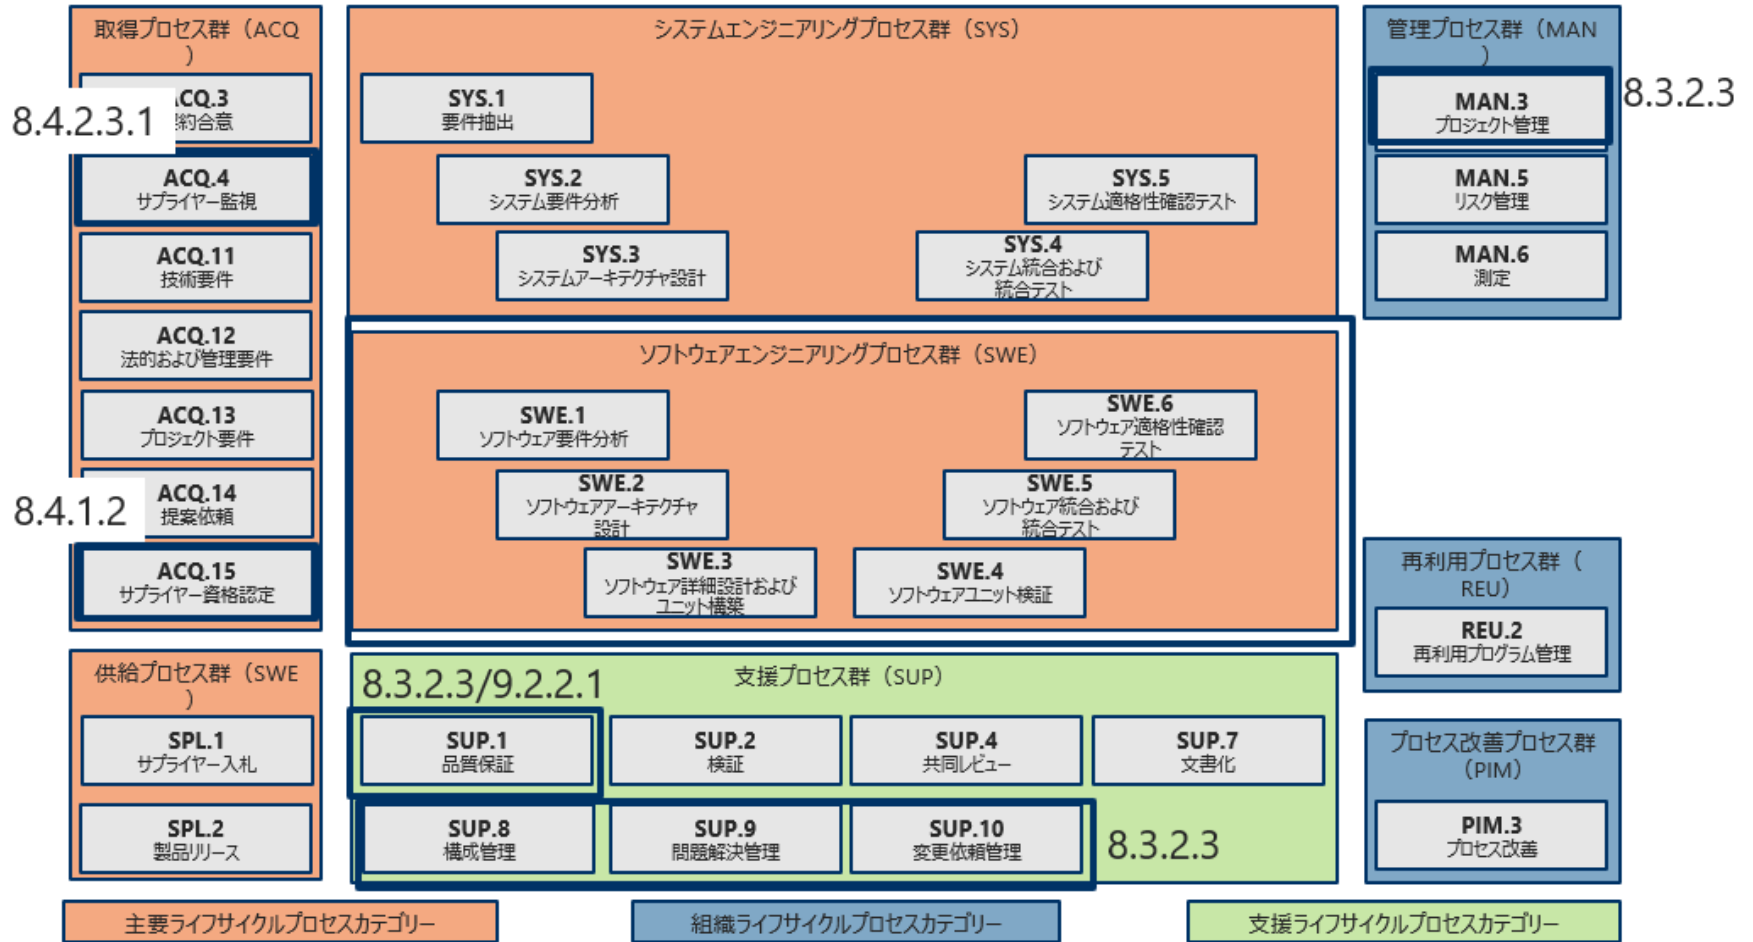 取得プロセス群（ACQ
）
8.4.2.3.1
CQ.3
約合意
ACQ.4
サプライヤー監視
ACQ.11
技術要件
ACQ.12
法的および管理要件
ACQ.13
プロジェクト要件
8.4.1.2
ACQ.14
提案依頼
ACQ.15
サプライヤー資格認定
供給プロセス群（SWE
）
SPL.1
サプライヤー入札
SPL.2
製品リリース
システムエンジニアリングプロセス群（SYS）
SYS.1
要件抽出
SYS.2
システム要件分析
SYS.3
システムアーキテクチャ設計
SYS.5
システム適格性確認テスト
SYS.4
システム統合および
統合テスト
ソフトウェアエンジニアリングプロセス群（SWE）
SWE.1
ソフトウェア要件分析
SWE.2
ソフトウェアアーキテクチャ
設計
SWE.3
ソフトウェア詳細設計および
ユニット構築
SWE.6
ソフトウェア適格性確認
テスト
SWE.5
ソフトウェア統合および
統合テスト
SWE.4
ソフトウェアユニット検証
8.3.2.3/9.2.2.1
支援プロセス群（SUP）
SUP.1
品質保証
SUP.2
検証
SUP.4
共同レビュー
SUP.7
文書化
SUP.8
構成管理
SUP.9
問題解決管理
SUP.10
変更依頼管理
8.3.2.3
管理プロセス群（MAN
）
MAN.3
プロジェクト管理
8.3.2.3
MAN.5
リスク管理
MAN.6
測定
再利用プロセス群（
REU）
REU.2
再利用プログラム管理
プロセス改善プロセス群
（PIM）
PIM.3
プロセス改善
主要ライフサイクルプロセスカテゴリー
組織ライフサイクルプロセスカテゴリー
支援ライフサイクルプロセスカテゴリー